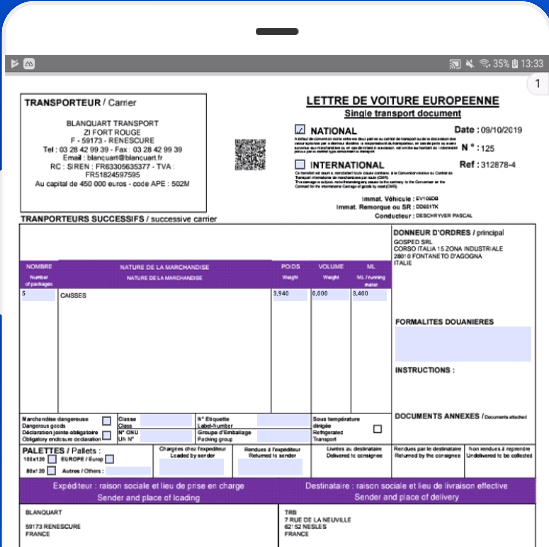 35% 13:33
1
TRANSPORTEUR / Carrier
BLANQUART TRANSPORT
ZI FORT ROUGE
F - 59173 - RENESCURE
Tel : 03 28 42 99 39 - Fax : 03 28 42 99 39
Email : blancuart@blancuart.fr
RC : SIREN : FR63305635377 - TVA :
FR51824597595
Au capital de 450 000 euros - code APE : 502M
LETTRE DE VOITURE EUROPEENNE
Single transport document
NATIONAL
Date : 09/10/2019
N ° : 125
INTERNATIONAL
Ref : 312878-4
Immat. Véhicule :
Immat. Remorque ou SR :
Conducteur : DESCHRYVER PASCAL
TRANPORTEURS SUCCESSIFS / successive carrier
DONNEUR D'ORDRES / principal
GOSPED SRL
CORSO ITALIA 15 ZONA INDUSTRIALE
28010 FONTANETO D'AGOGNA
ITALIE
NOMBRE NATURE DE LA MARCHANDISE POIDS VOLUME ML
Number of packages NATURE DE LA MARCHANDISE Weight Weight ML / running meter
5 CAISSES 3,940 0,000 3,400
FORMALITES DOUANIERES
INSTRUCTIONS :
DOCUMENTS ANNEXES / Documents attached
Marchandise dangereuse
Dangerous goods
Déclaration jointe obligatoire
Obligatory enclosure declaration
Classe
Class
N° ONU
Un N°
N° Etiquette
Label-Number
Groupe d'Emballage
Packing group
Sous température
dirigée
Refrigerated
Transport
PALETTES / Pallets :
100x120 EUROPE / Europ
80x120 Autres / Others :
Chargées chez l'expéditeur
Loaded by sender
Rendues à l'expéditeur
Returned to sender
Livrées au destinataire
Delivered to consignee
Rendues par le destinataire
Returned by the consignee
Non rendues à reprendre
Undelivered to be collected
Expéditeur : raison sociale et lieu de prise en charge
Sender and place of loading
Destinataire : raison sociale et lieu de livraison effective
Sender and place of delivery
BLANQUART
59173 RENESCURE
FRANCE
TRB
7 RUE DE LA NEUVILLE
62152 NESLES
FRANCE